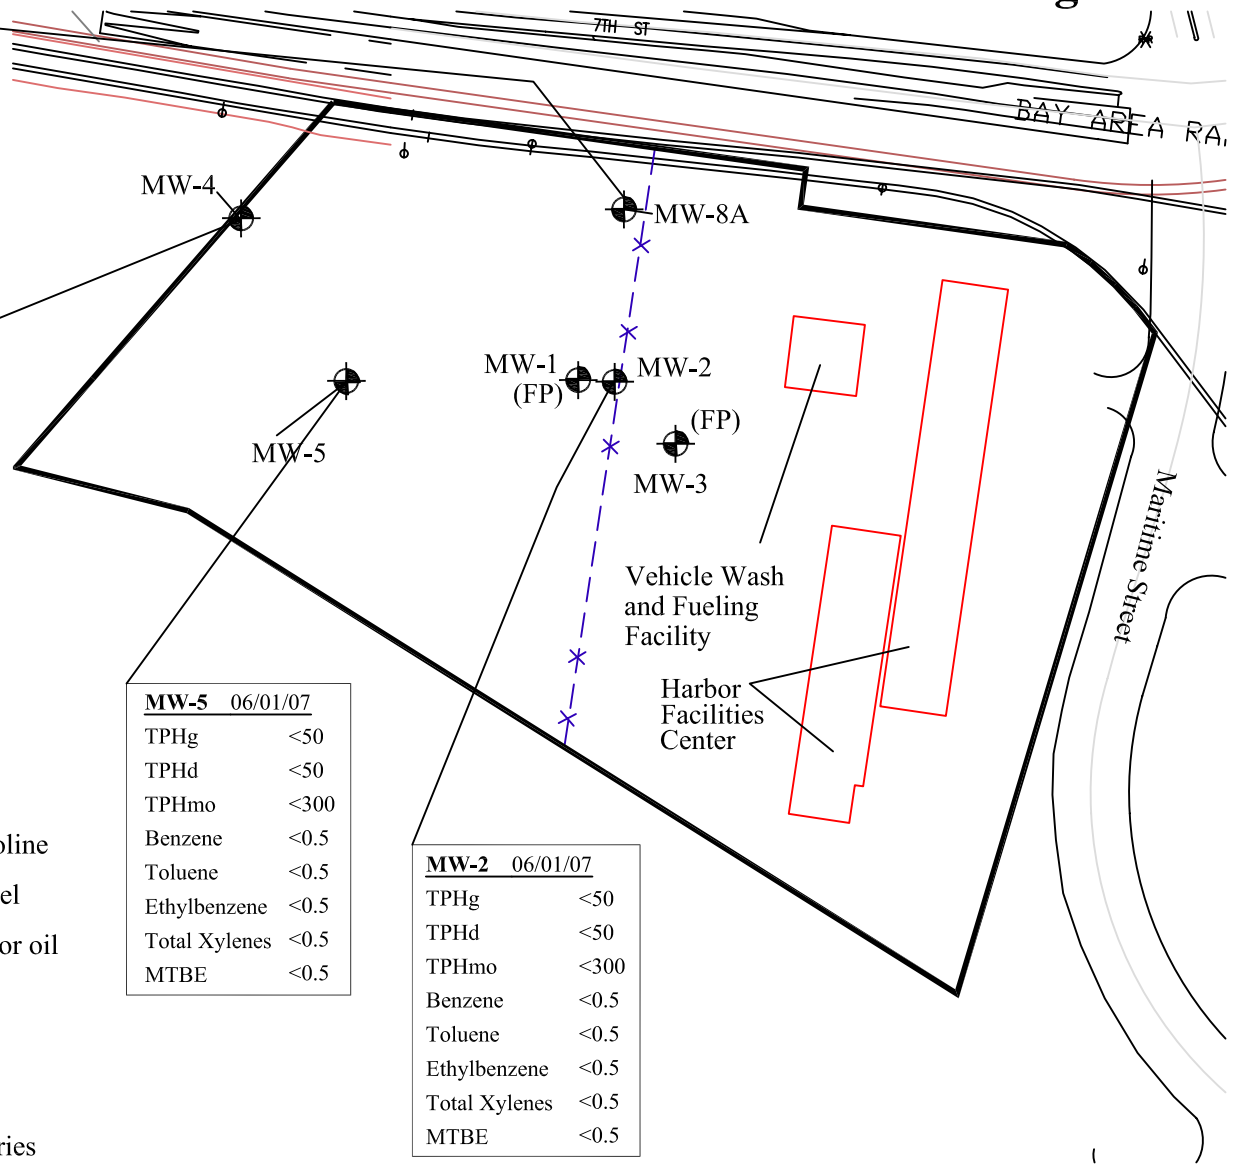 7TH ST
BAY AREA
MW-4
MW-8A
MW-1
(FP)
MW-2
(FP)
MW-3
MW-5
Maritime Street
Vehicle Wash
and Fueling
Facility
Harbor
Facilities
Center
MW-5 06/01/07
TPHg <50
TPHd <50
TPHmo <300
Benzene <0.5
Toluene <0.5
Ethylbenzene <0.5
Total Xylenes <0.5
MTBE <0.5
MW-2 06/01/07
TPHg <50
TPHd <50
TPHmo <300
Benzene <0.5
Toluene <0.5
Ethylbenzene <0.5
Total Xylenes <0.5
MTBE <0.5
oline
el
or oil
ries